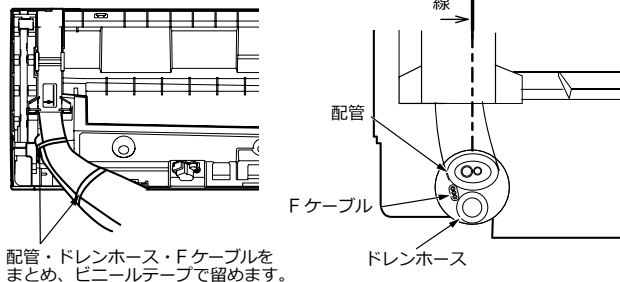 線
配管
Fケーブル
ドレンホース
配管・ドレンホース・Fケーブルを
まとめ、ビニールテープで留めます。